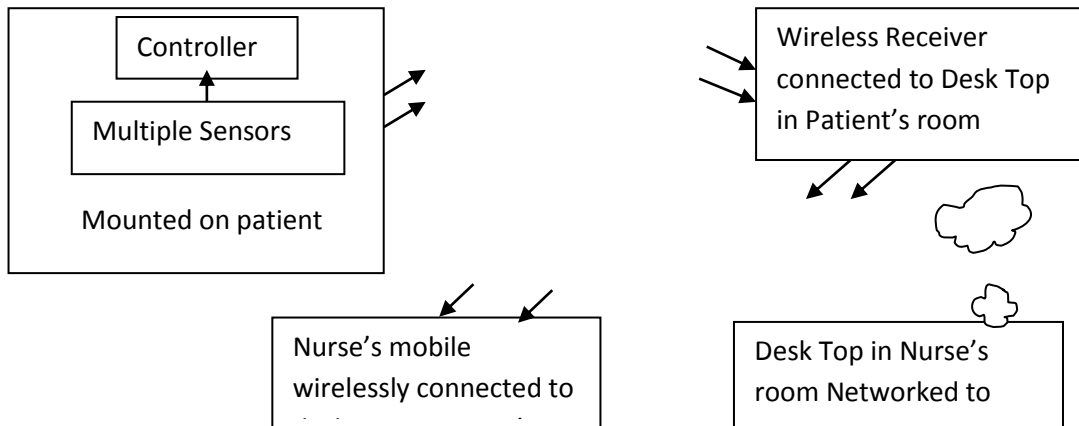 Controller
Multiple Sensors
Mounted on patient
Wireless Receiver
connected to Desk Top
in Patient’s room
Nurse’s mobile
wirelessly connected to
Desk Top in Nurse’s
room Networked to